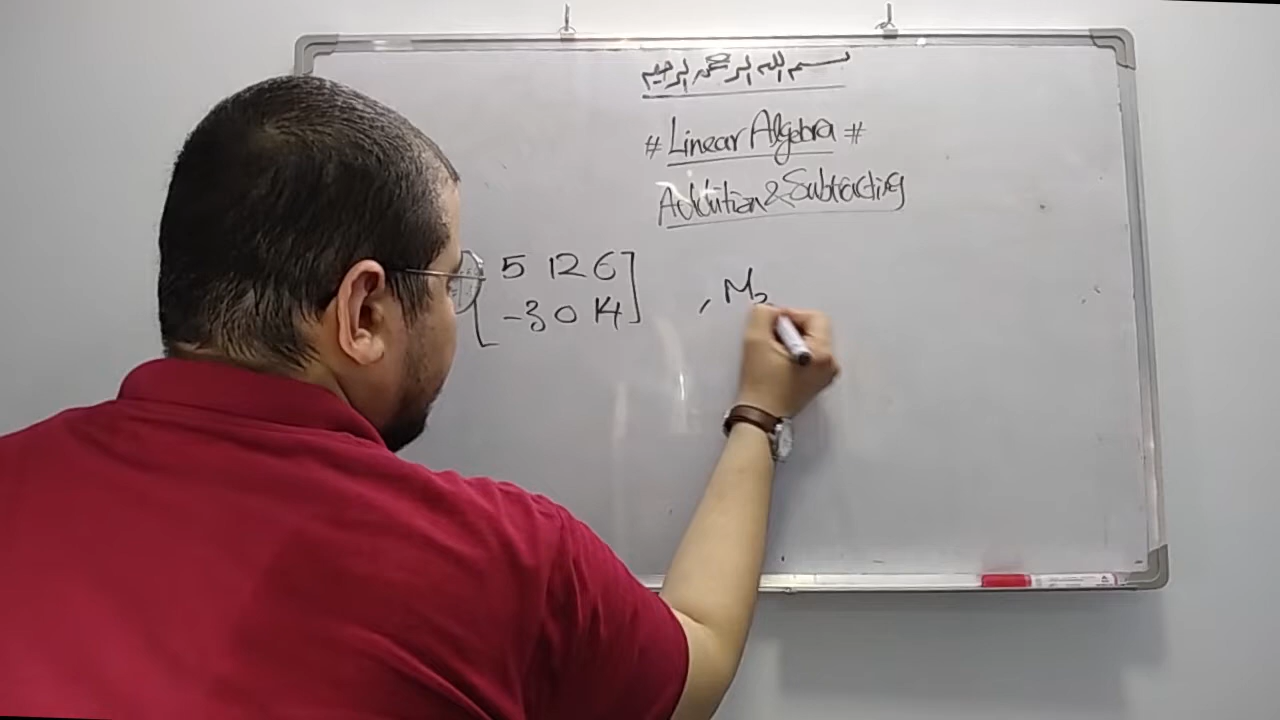 بسم الله الرحمن الرحيم
# Linear Algebra #
Addition & Subtracting
5 12 6
-3 0 14
, M2